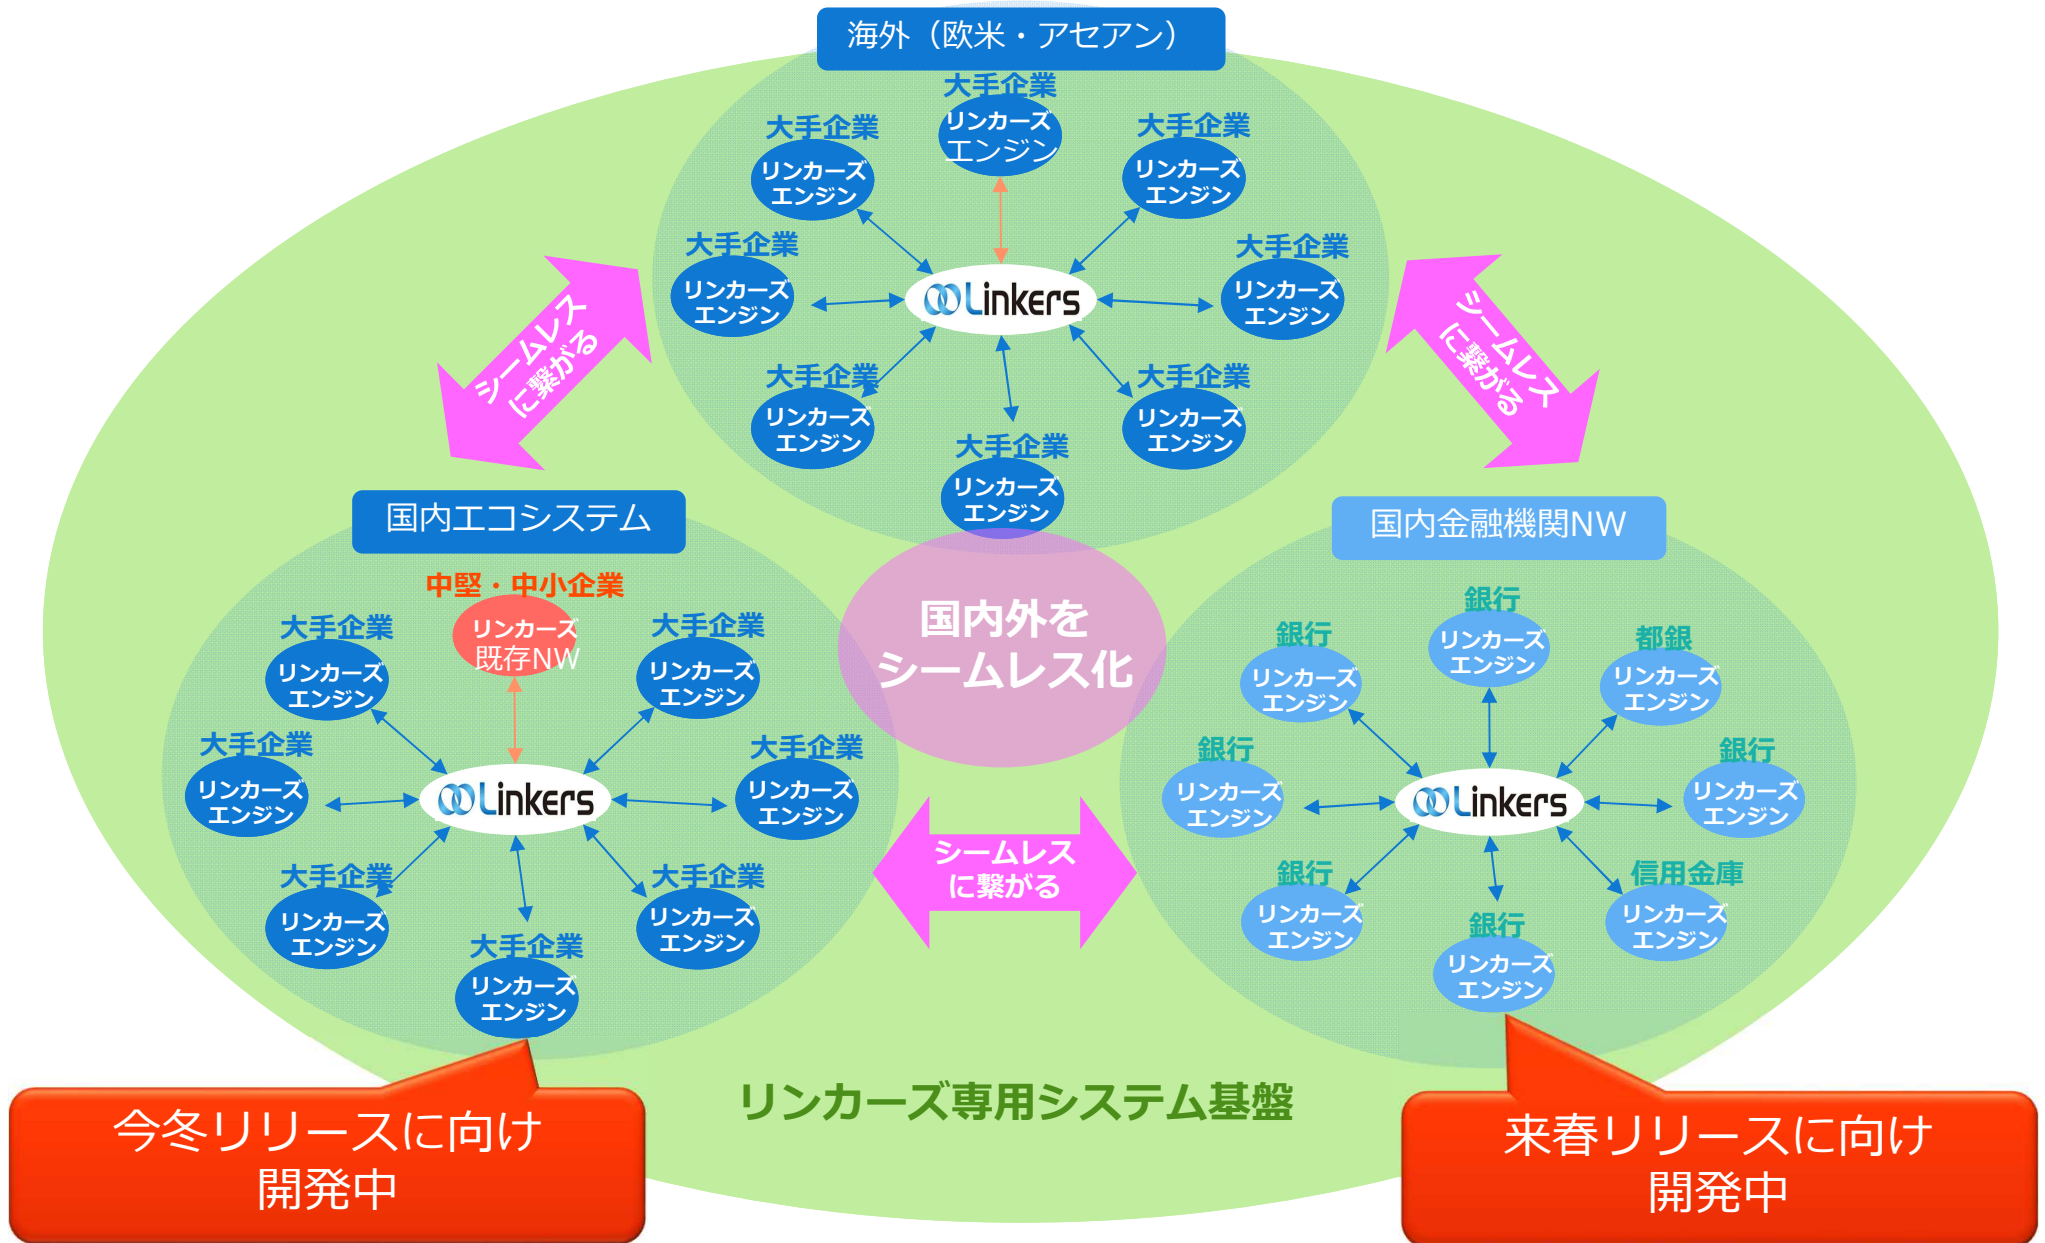 海外（欧米・アセアン）
大手企業
リンカーズ
エンジン
大手企業
リンカーズ
エンジン
大手企業
リンカーズ
エンジン
大手企業
リンカーズ
エンジン
大手企業
リンカーズ
エンジン
Linkers
大手企業
リンカーズ
エンジン
大手企業
リンカーズ
エンジン
大手企業
リンカーズ
エンジン
シームレス
に繋がる
シームレス
に繋がる
国内エコシステム
中堅・中小企業
リンカーズ
既存NW
大手企業
リンカーズ
エンジン
大手企業
リンカーズ
エンジン
大手企業
リンカーズ
エンジン
大手企業
リンカーズ
エンジン
Linkers
大手企業
リンカーズ
エンジン
大手企業
リンカーズ
エンジン
大手企業
リンカーズ
エンジン
国内外を
シームレス化
シームレス
に繋がる
国内金融機関NW
銀行
リンカーズ
エンジン
銀行
リンカーズ
エンジン
都銀
リンカーズ
エンジン
銀行
リンカーズ
エンジン
銀行
リンカーズ
エンジン
Linkers
銀行
リンカーズ
エンジン
信用金庫
リンカーズ
エンジン
銀行
リンカーズ
エンジン
リンカーズ専用システム基盤
今冬リリースに向け
開発中
来春リリースに向け
開発中